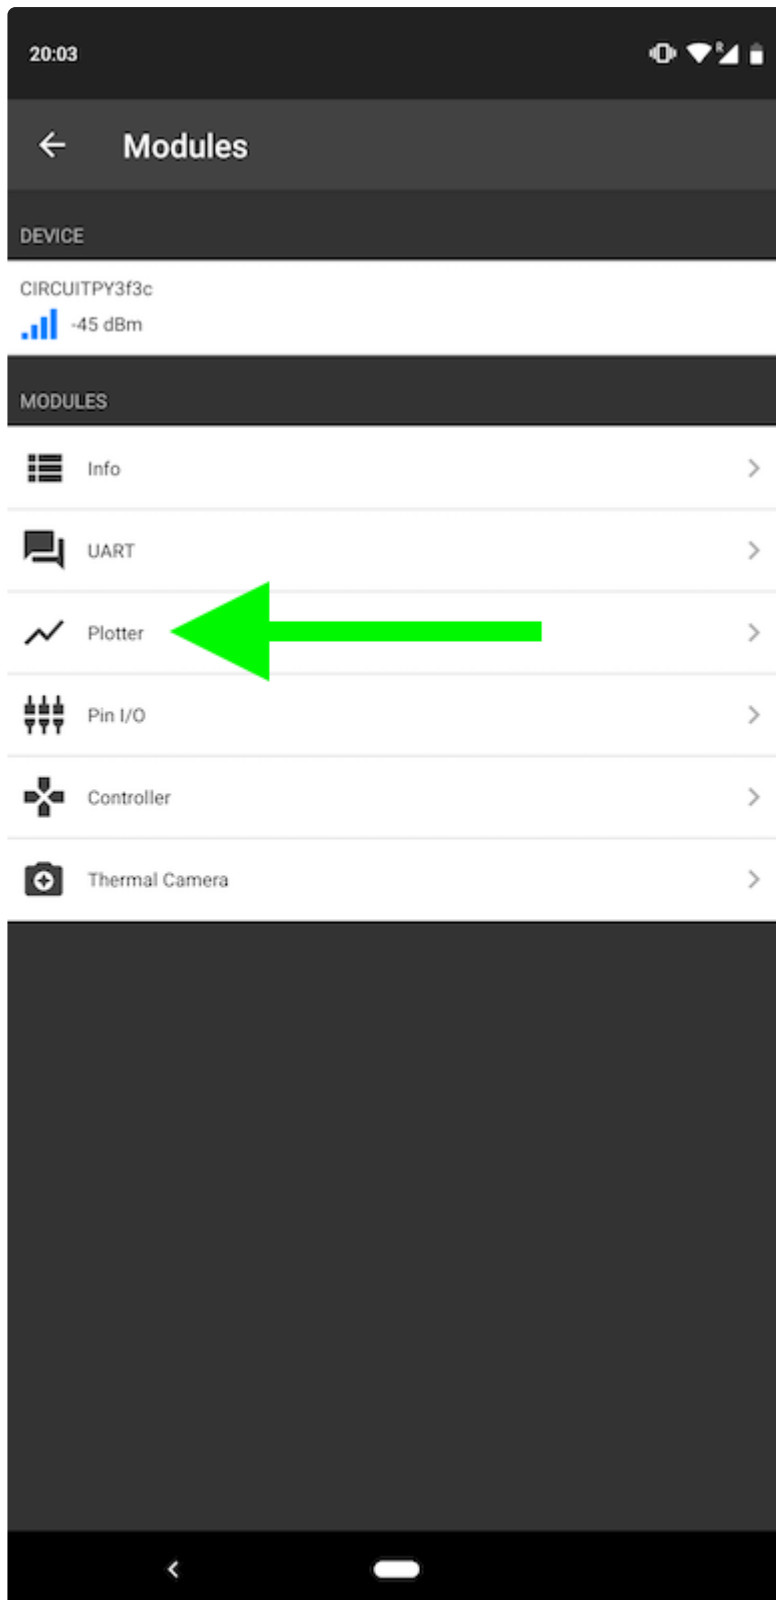 20:03
R
Modules
DEVICE
CIRCUITPY3f3c
-45 dBm
MODULES
Info
UART
Plotter
Pin I/O
Controller
Thermal Camera